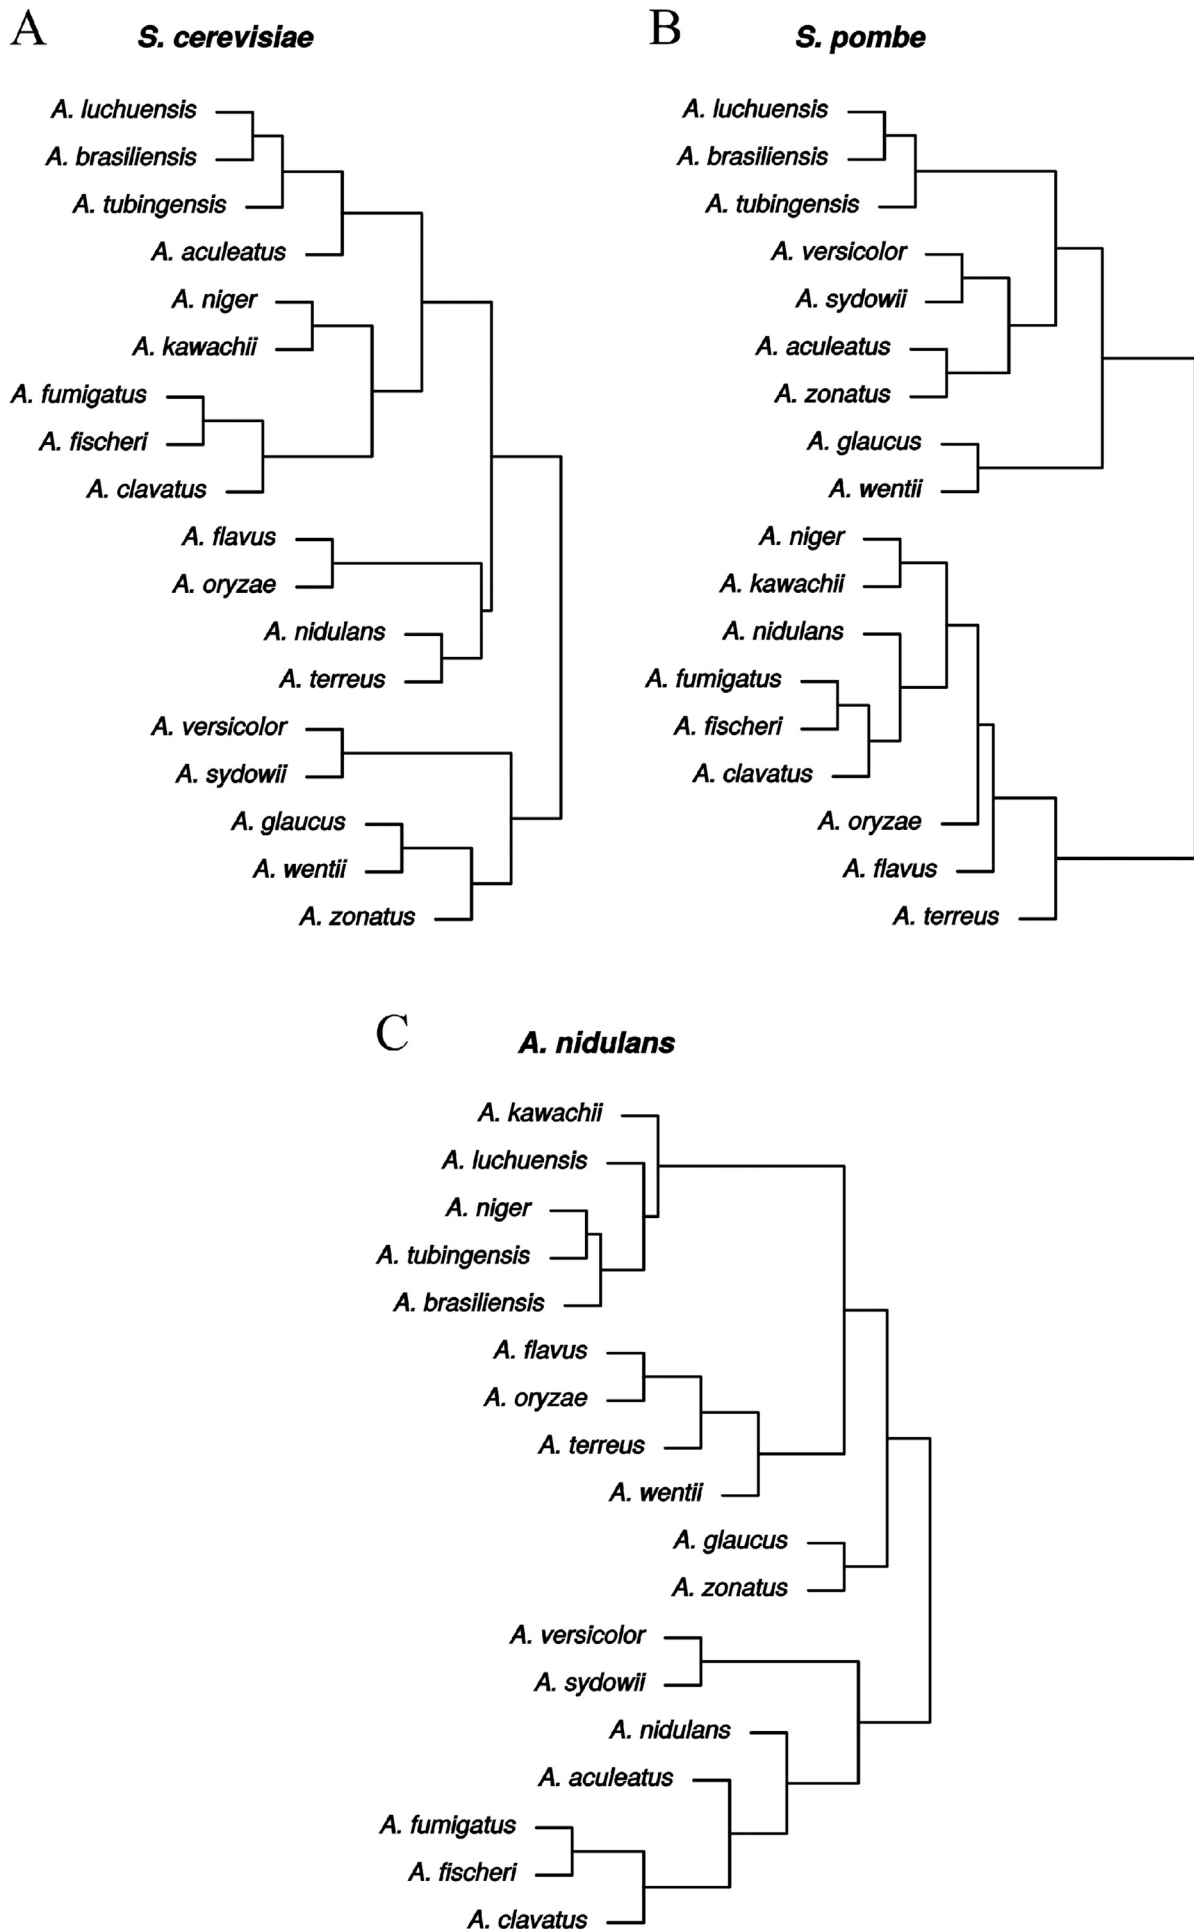 A
S. cerevisiae
A. luchuensis
A. brasiliensis
A. tubingensis
A. aculeatus
A. niger
A. kawachii
A. fumigatus
A. fischeri
A. clavatus
A. flavus
A. oryzae
A. nidulans
A. terreus
A. versicolor
A. sydowii
A. glaucus
A. wentii
A. zonatus
B
S. pombe
A. luchuensis
A. brasiliensis
A. tubingensis
A. versicolor
A. sydowii
A. aculeatus
A. zonatus
A. glaucus
A. wentii
A. niger
A. kawachii
A. nidulans
A. fumigatus
A. fischeri
A. clavatus
A. oryzae
A. flavus
A. terreus
C
A. nidulans
A. kawachii
A. luchuensis
A. niger
A. tubingensis
A. brasiliensis
A. flavus
A. oryzae
A. terreus
A. wentii
A. glaucus
A. zonatus
A. versicolor
A. sydowii
A. nidulans
A. aculeatus
A. fumigatus
A. fischeri
A. clavatus